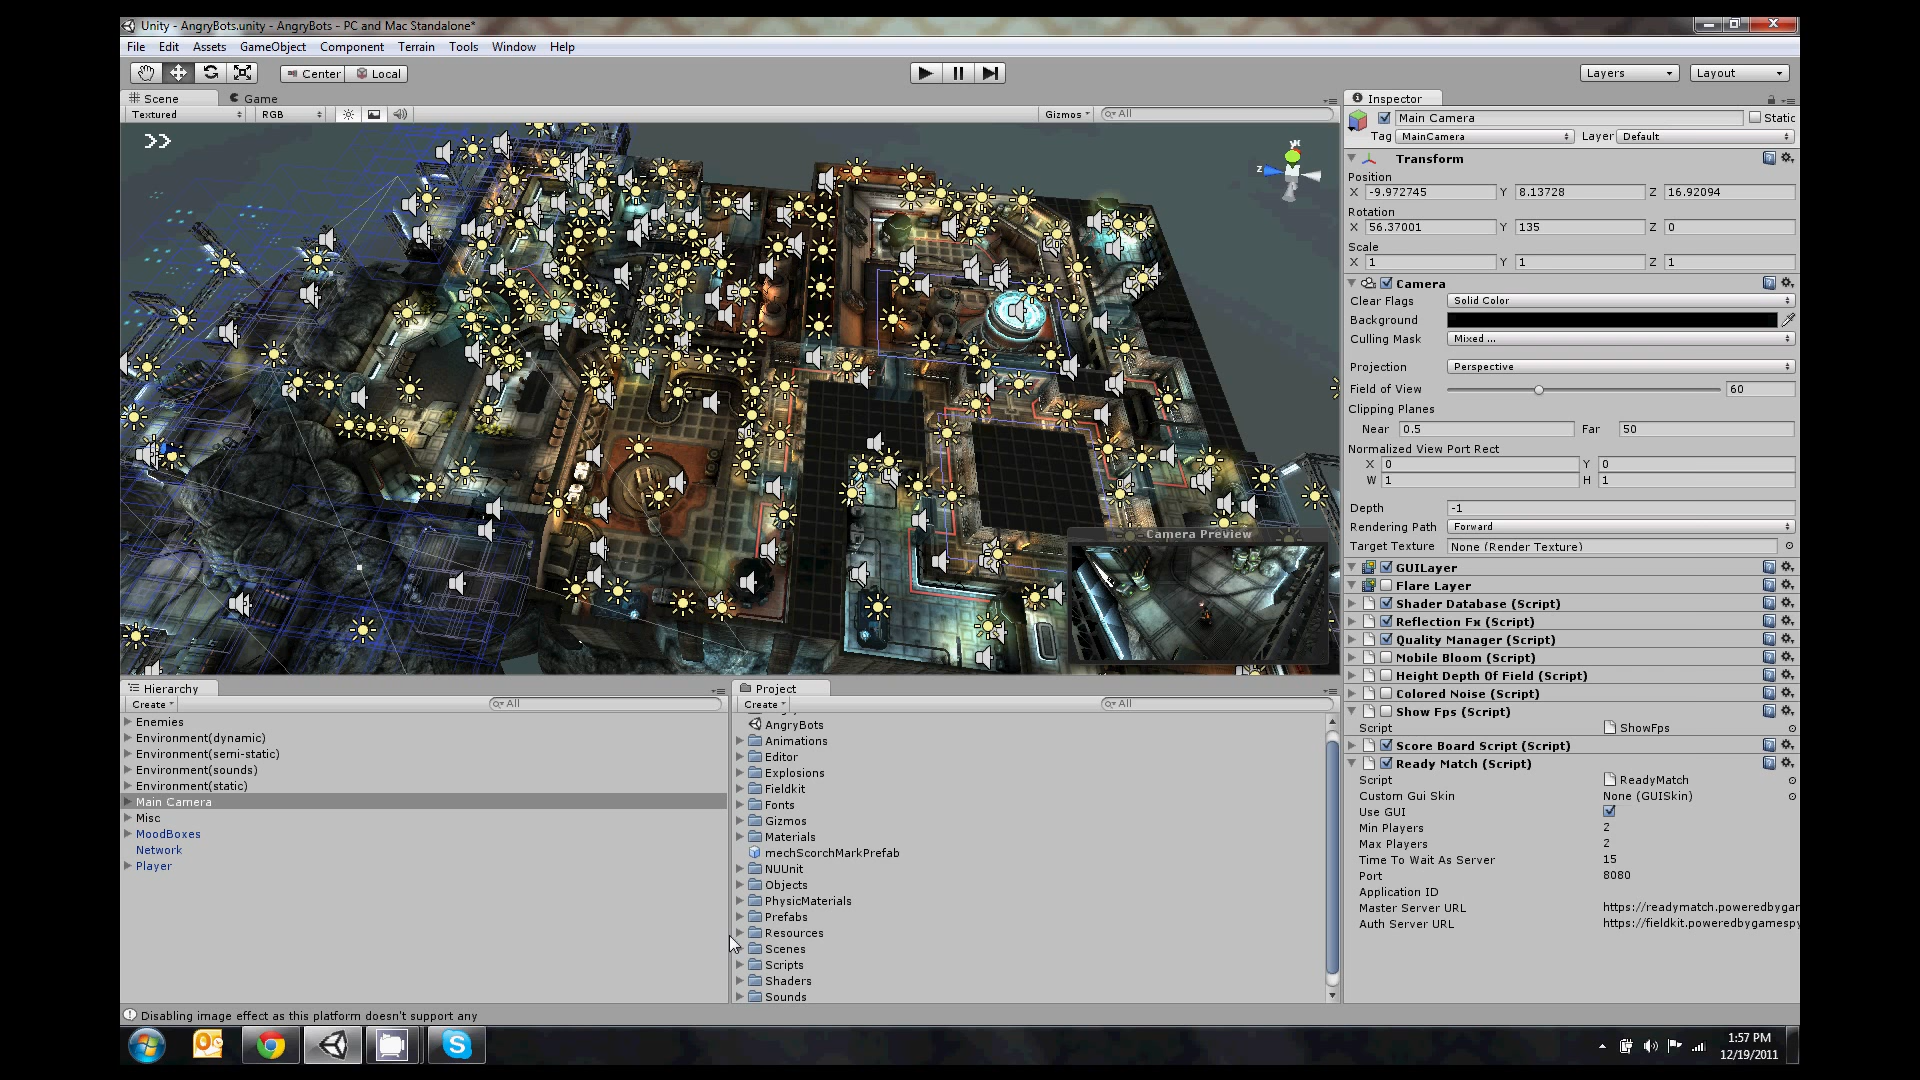 Unity - AngryBots.unity - AngryBots - PC and Mac Standalone*
File Edit Assets GameObject Component Terrain Tools Window Help
Center Local
Layers Layout
Scene Game
Textured RGB Gizmos All
y
x
z
Camera Preview
Inspector
Main Camera Static
Tag MainCamera Layer Default
Transform
Position
X -9.972745 Y 8.13728 Z 16.92094
Rotation
X 56.37001 Y 135 Z 0
Scale
X 1 Y 1 Z 1
Camera
Clear Flags Solid Color
Background
Culling Mask Mixed ...
Projection Perspective
Field of View 60
Clipping Planes
Near 0.5 Far 50
Normalized View Port Rect
X 0 Y 0
W 1 H 1
Depth -1
Rendering Path Forward
Target Texture None (Render Texture)
GUILayer
Flare Layer
Shader Database (Script)
Reflection Fx (Script)
Quality Manager (Script)
Mobile Bloom (Script)
Height Depth Of Field (Script)
Colored Noise (Script)
Show Fps (Script)
Script ShowFps
Score Board Script (Script)
Ready Match (Script)
Script ReadyMatch
Custom Gui Skin None (GUISkin)
Use GUI
Min Players 2
Max Players 2
Time To Wait As Server 15
Port 8080
Application ID
Master Server URL https://readymatch.poweredbygar
Auth Server URL https://fieldkit.poweredbygamespy
Hierarchy
Create All
Enemies
Environment(dynamic)
Environment(semi-static)
Environment(sounds)
Environment(static)
Main Camera
Misc
MoodBoxes
Network
Player
Project
Create All
AngryBots
Animations
Editor
Explosions
Fieldkit
Fonts
Gizmos
Materials
mechScorchMarkPrefab
NUUnit
Objects
PhysicMaterials
Prefabs
Resources
Scenes
Scripts
Shaders
Sounds
Disabling image effect as this platform doesn't support any
1:57 PM
12/19/2011